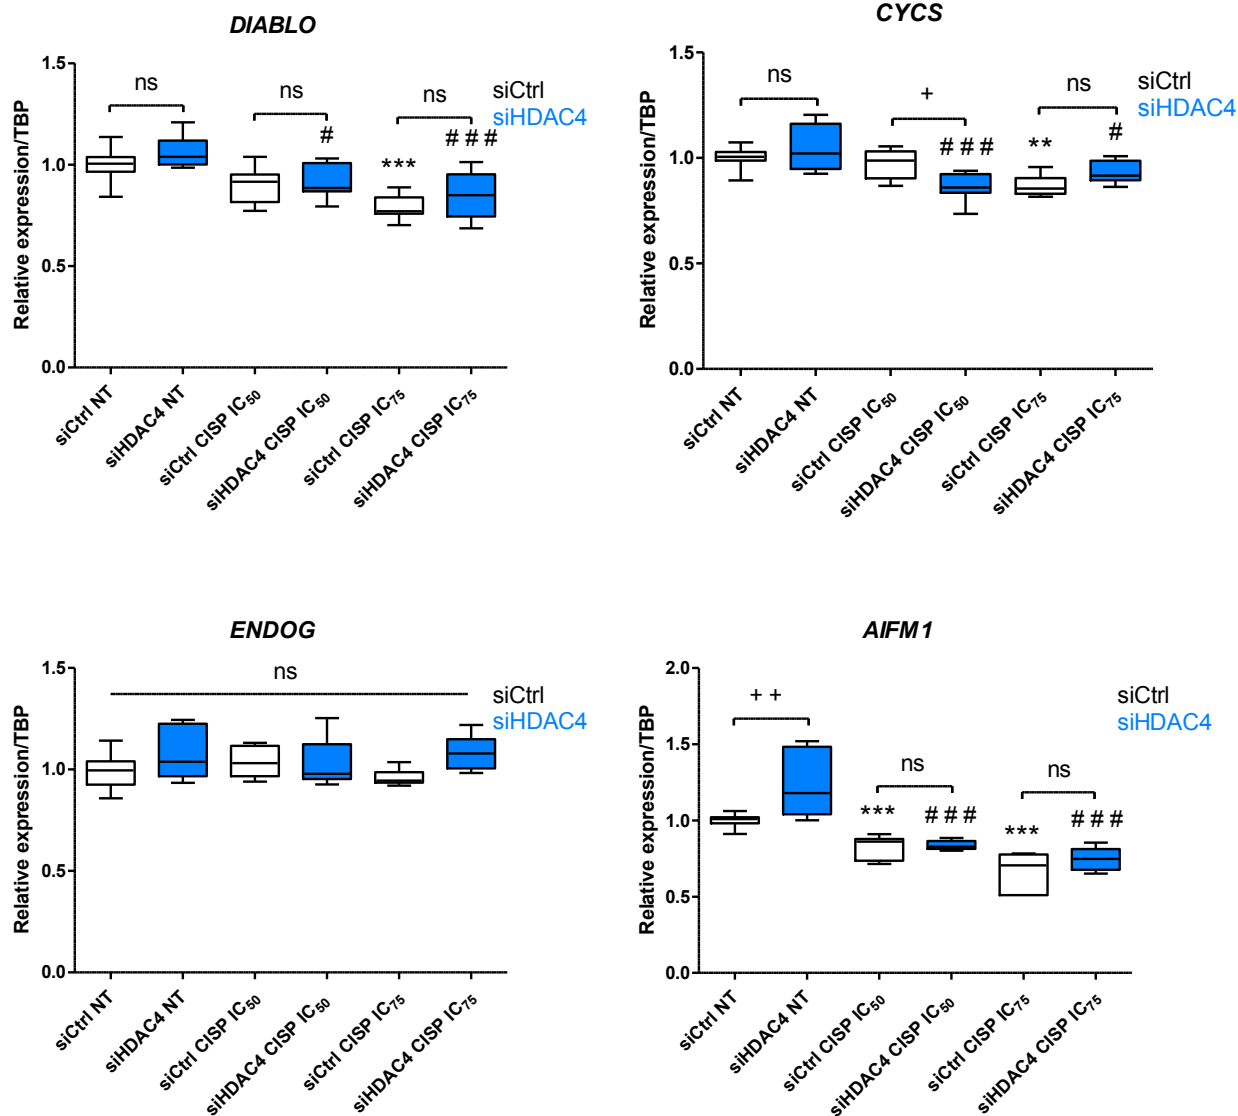 DIABLO
Relative expression/TBP
1.5
1.0
0.5
0.0
ns
ns
ns
#
***
# # #
siCtrl
siHDAC4
siCtrl NT
siHDAC4 NT
siCtrl CISP IC50
siHDAC4 CISP IC50
siCtrl CISP IC75
siHDAC4 CISP IC75
CYCS
Relative expression/TBP
1.5
1.0
0.5
0.0
ns
+
ns
# # #
**
#
siCtrl
siHDAC4
siCtrl NT
siHDAC4 NT
siCtrl CISP IC50
siHDAC4 CISP IC50
siCtrl CISP IC75
siHDAC4 CISP IC75
ENDOG
Relative expression/TBP
1.5
1.0
0.5
0.0
ns
siCtrl
siHDAC4
siCtrl NT
siHDAC4 NT
siCtrl CISP IC50
siHDAC4 CISP IC50
siCtrl CISP IC75
siHDAC4 CISP IC75
AIFM1
Relative expression/TBP
2.0
1.5
1.0
0.5
0.0
+ +
ns
ns
***
# # #
***
# # #
siCtrl
siHDAC4
siCtrl NT
siHDAC4 NT
siCtrl CISP IC50
siHDAC4 CISP IC50
siCtrl CISP IC75
siHDAC4 CISP IC75